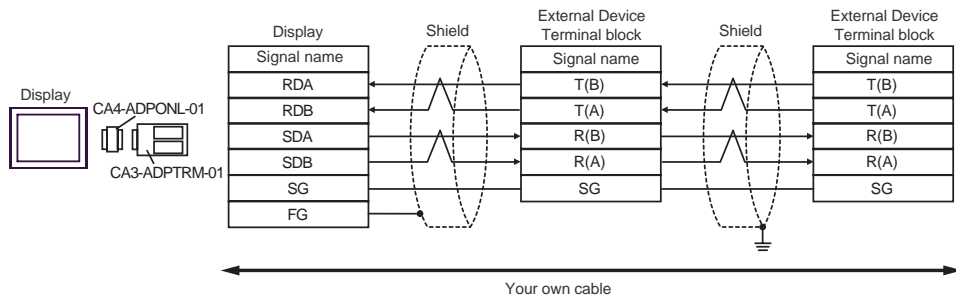 External Device
External Device
Display
Shield
Terminal block
Shield
Terminal block
Signal name
Signal name
Signal name
RDA
T(B)
T(B)
Display
CA4-ADPONL-01
RDB
T(A)
T(A)
SDA
R(B)
R(B)
SDB
R(A)
R(A)
CA3-ADPTRM-01
SG
SG
SG
FG
Your own cable